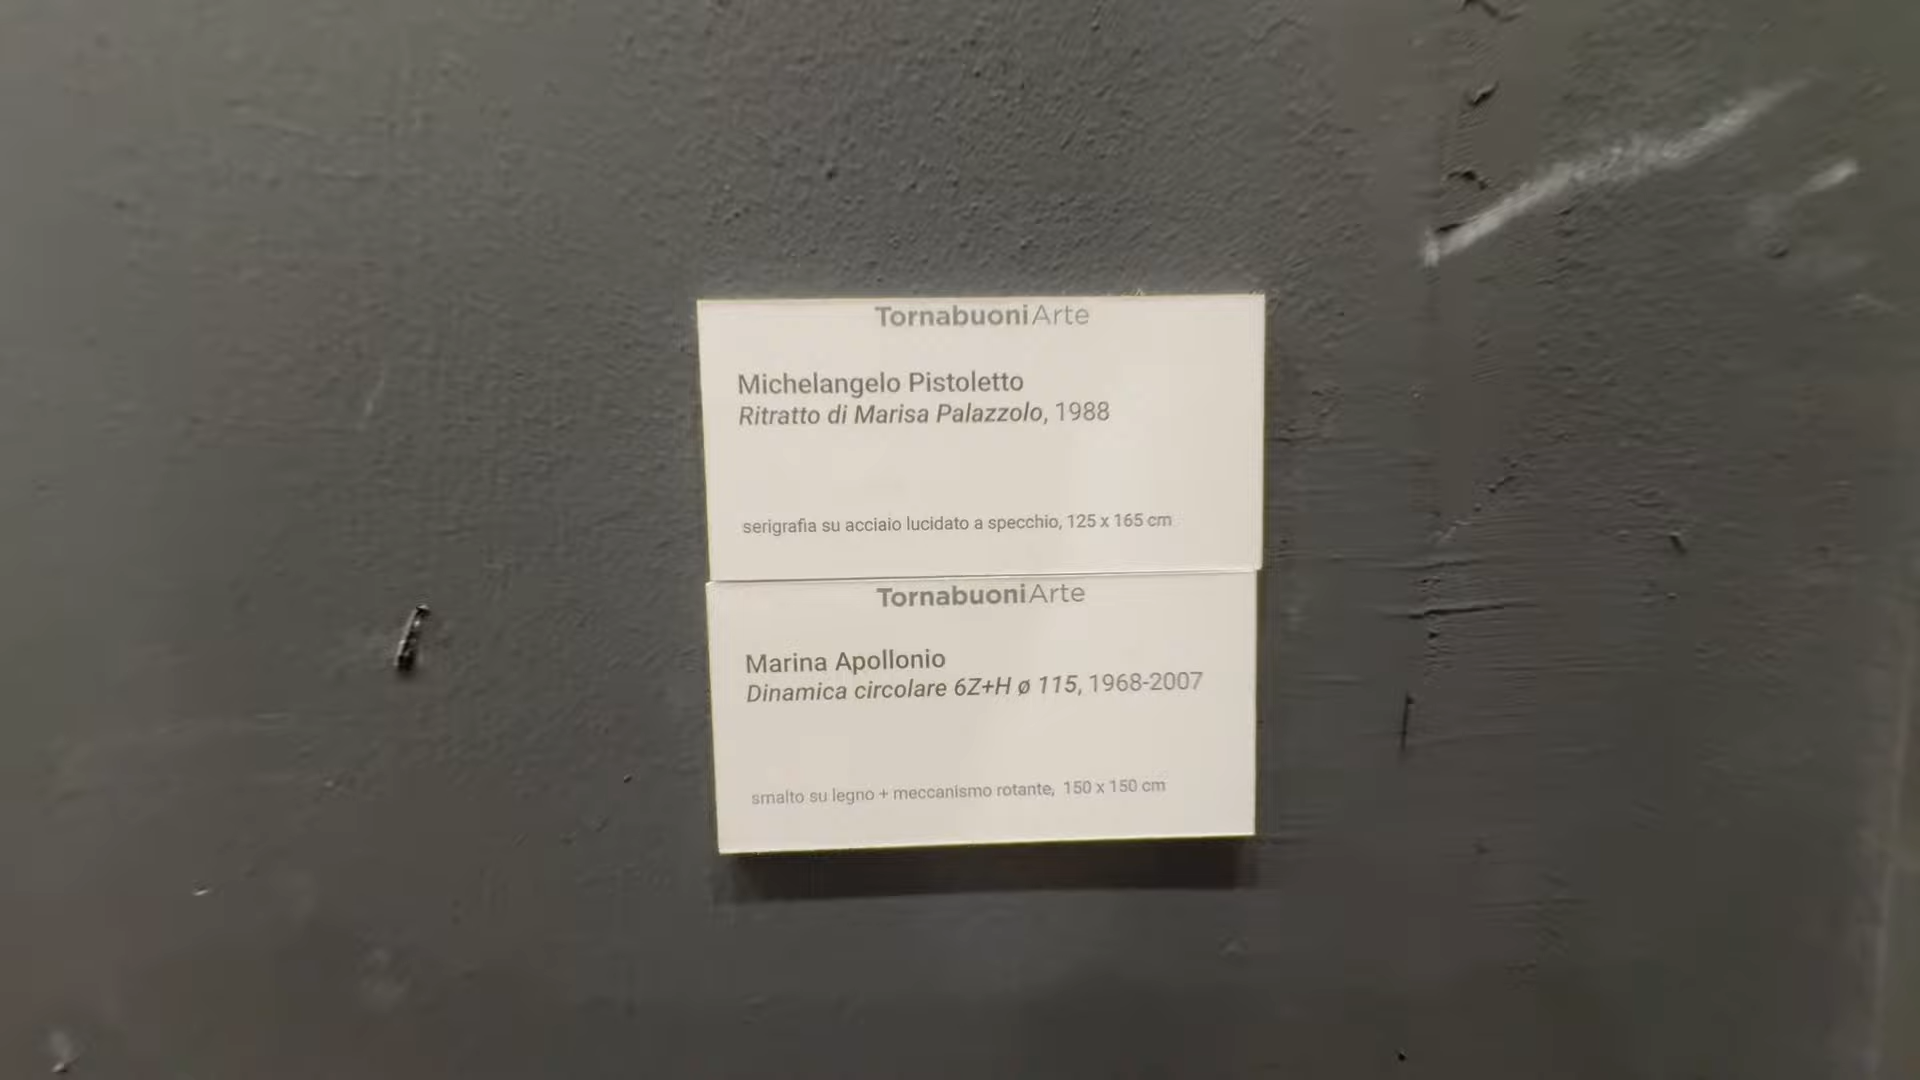 TornabuoniArte
Michelangelo Pistoletto
Ritratto di Marisa Palazzolo, 1988
serigrafia su acciaio lucidato a specchio, 125 x 165 cm
TornabuoniArte
Marina Apollonio
Dinamica circolare 6Z+H ø 115, 1968-2007
smalto su legno + meccanismo rotante, 150 x 150 cm